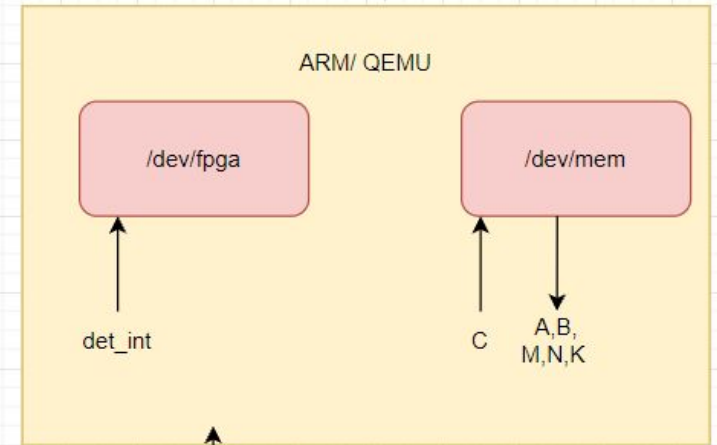 ARM/ QEMU
/dev/fpga
/dev/mem
det_int
C
A,B,
M,N,K